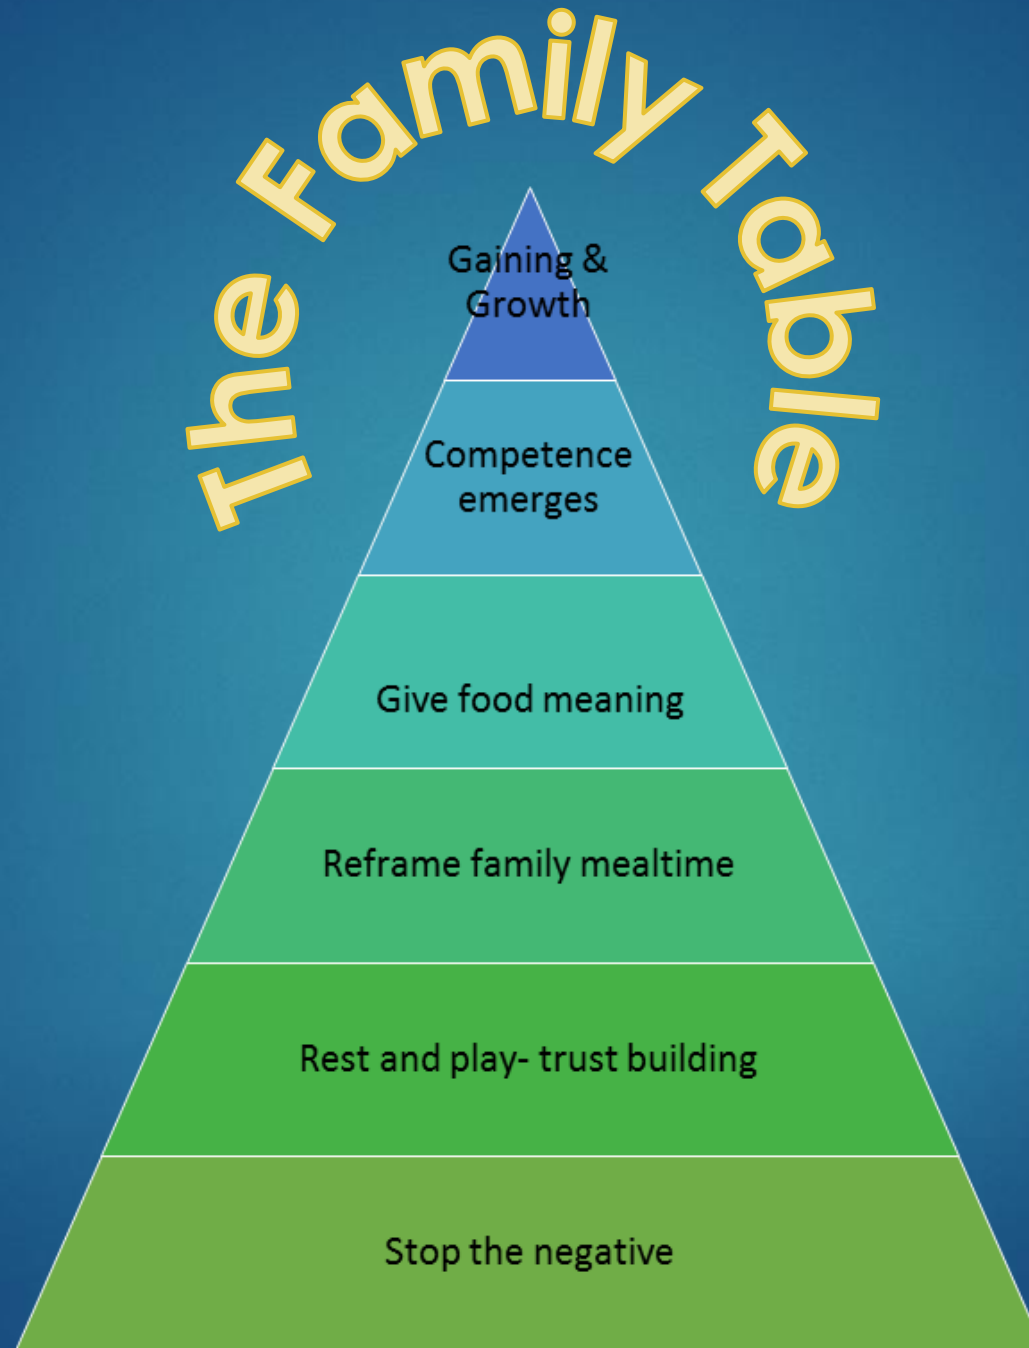 The Family Table
Gaining &
Growth
Competence
emerges
Give food meaning
Reframe family mealtime
Rest and play- trust building
Stop the negative